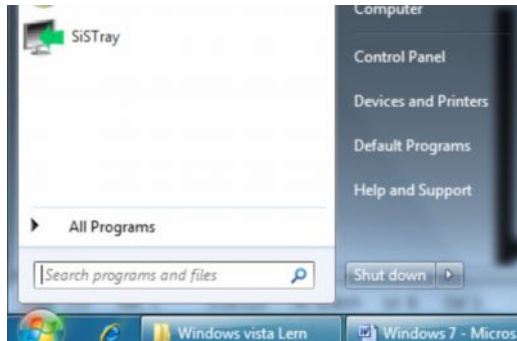 SiSTray
Computer
Control Panel
Devices and Printers
Default Programs
Help and Support
All Programs
Search programs and files
Shut down
Windows vista Lern
Windows 7 - Micros